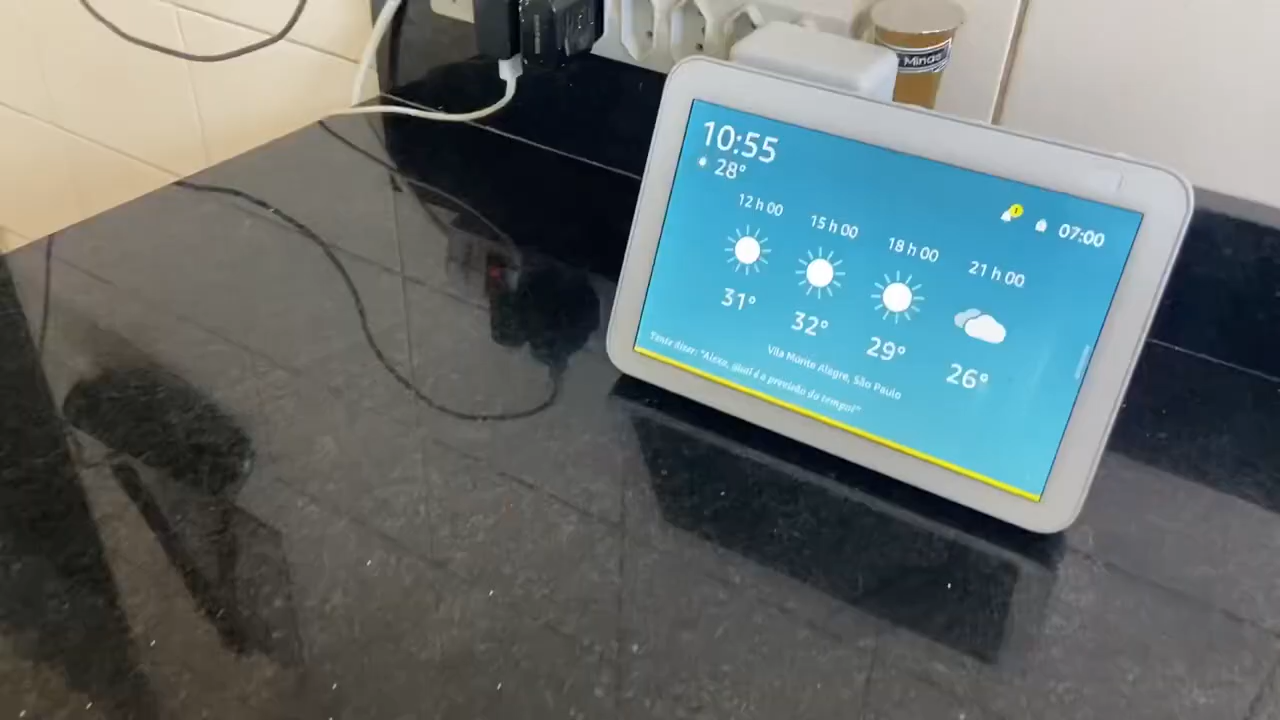 Minas
10:55
28°
07:00
12 h 00
15 h 00
18 h 00
21 h 00
31°
32°
29°
26°
Vila Monte Alegre, São Paulo
Tente dizer: "Alexa, qual é a previsão do tempo?"